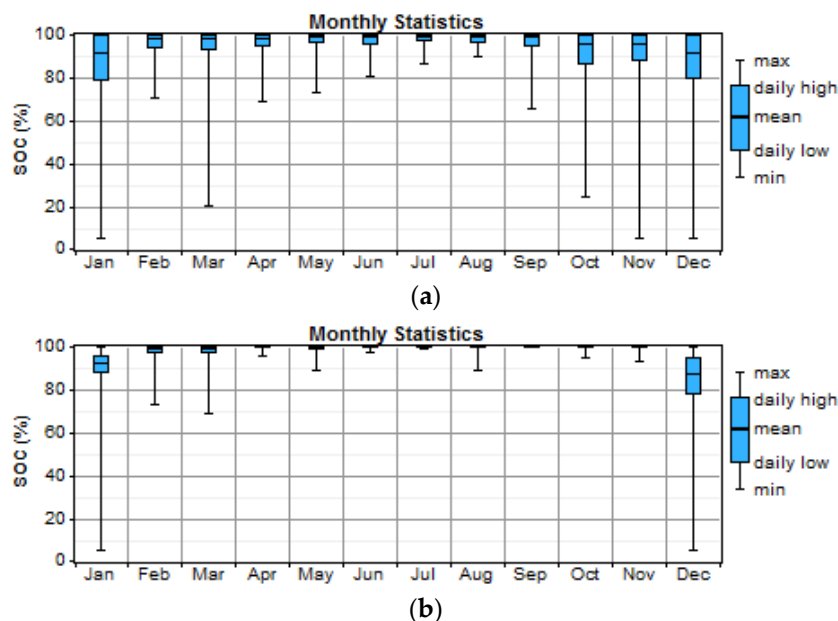 Monthly Statistics
100
80
60
40
20
0
SOC (%)
Jan Feb Mar Apr May Jun Jul Aug Sep Oct Nov Dec
max
daily high
mean
daily low
min
(a)
Monthly Statistics
100
80
60
40
20
0
SOC (%)
Jan Feb Mar Apr May Jun Jul Aug Sep Oct Nov Dec
max
daily high
mean
daily low
min
(b)